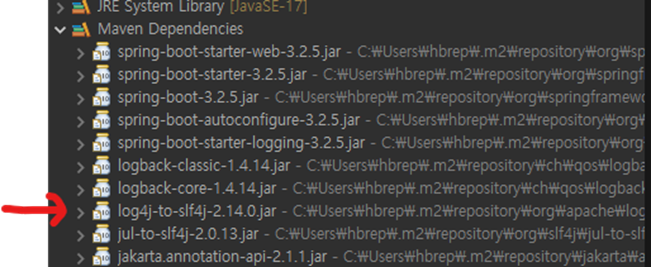 JRE System Library [JavaSE-17]
Maven Dependencies
spring-boot-starter-web-3.2.5.jar - C:₩Users₩hbrep₩.m2₩repository₩org₩sp
spring-boot-starter-3.2.5.jar - C:₩Users₩hbrep₩.m2₩repository₩org₩springf
spring-boot-3.2.5.jar - C:₩Users₩hbrep₩.m2₩repository₩org₩springframewo
spring-boot-autoconfigure-3.2.5.jar - C:₩Users₩hbrep₩.m2₩repository₩org₩
spring-boot-starter-logging-3.2.5.jar - C:₩Users₩hbrep₩.m2₩repository₩org
logback-classic-1.4.14.jar - C:₩Users₩hbrep₩.m2₩repository₩ch₩qos₩logba
logback-core-1.4.14.jar - C:₩Users₩hbrep₩.m2₩repository₩ch₩qos₩logback
log4j-to-slf4j-2.14.0.jar - C:₩Users₩hbrep₩.m2₩repository₩org₩apache₩log
jul-to-slf4j-2.0.13.jar - C:₩Users₩hbrep₩.m2₩repository₩org₩slf4j₩jul-to-slf
jakarta.annotation-api-2.1.1.jar - C:₩Users₩hbrep₩.m2₩repository₩jakarta₩a